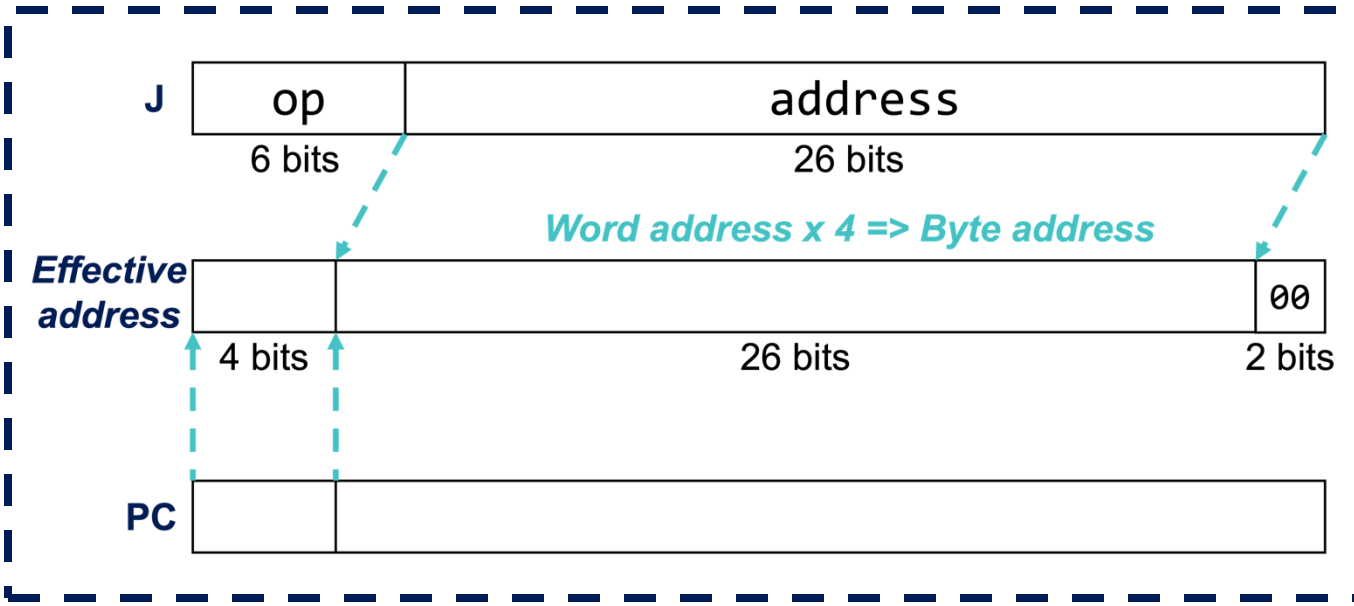 J op address
6 bits 26 bits
Word address x 4 => Byte address
Effective
address
00
4 bits 26 bits 2 bits
PC